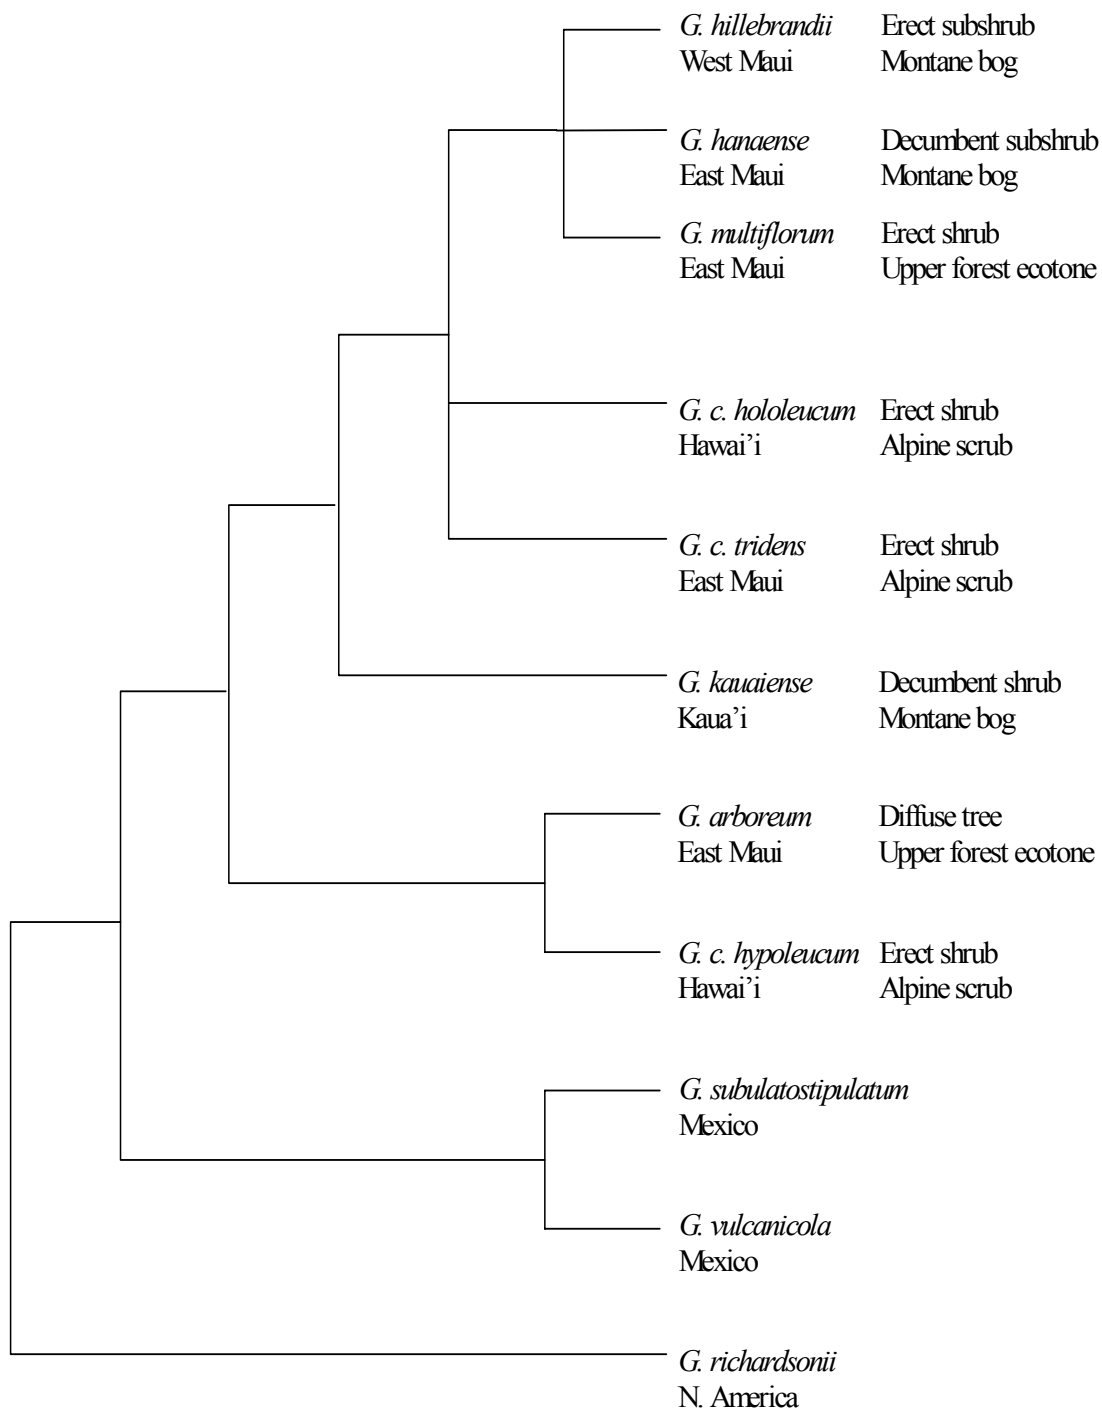 G. hillebrandii Erect subshrub
West Maui Montane bog
G. hanaense Decumbent subshrub
East Maui Montane bog
G. multiflorum Erect shrub
East Maui Upper forest ecotone
G. c. hololeucum Erect shrub
Hawai’i Alpine scrub
G. c. tridens Erect shrub
East Maui Alpine scrub
G. kauaiense Decumbent shrub
Kaua’i Montane bog
G. arboreum Diffuse tree
East Maui Upper forest ecotone
G. c. hypoleucum Erect shrub
Hawai’i Alpine scrub
G. subulatostipulatum
Mexico
G. vulcanicola
Mexico
G. richardsonii
N. America